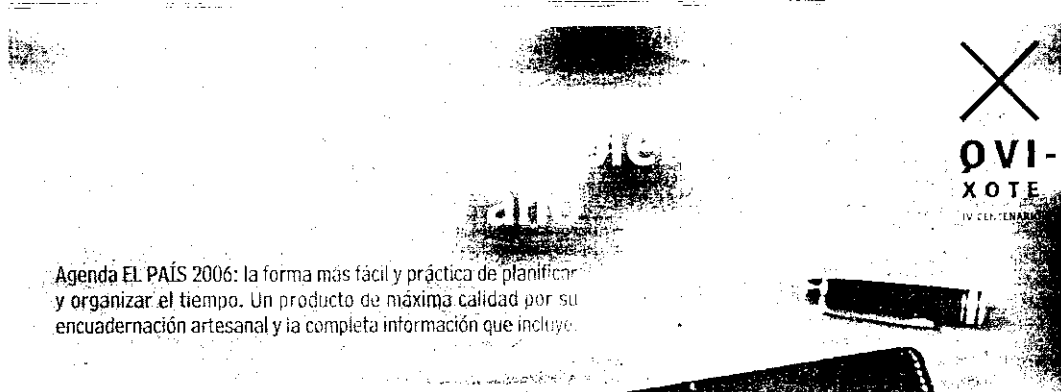 QVI-
XOTE
IV CENTENARIO
Agenda EL PAÍS 2006: la forma más fácil y práctica de planificar
y organizar el tiempo. Un producto de máxima calidad por su
encuadernación artesanal y la completa información que incluye.